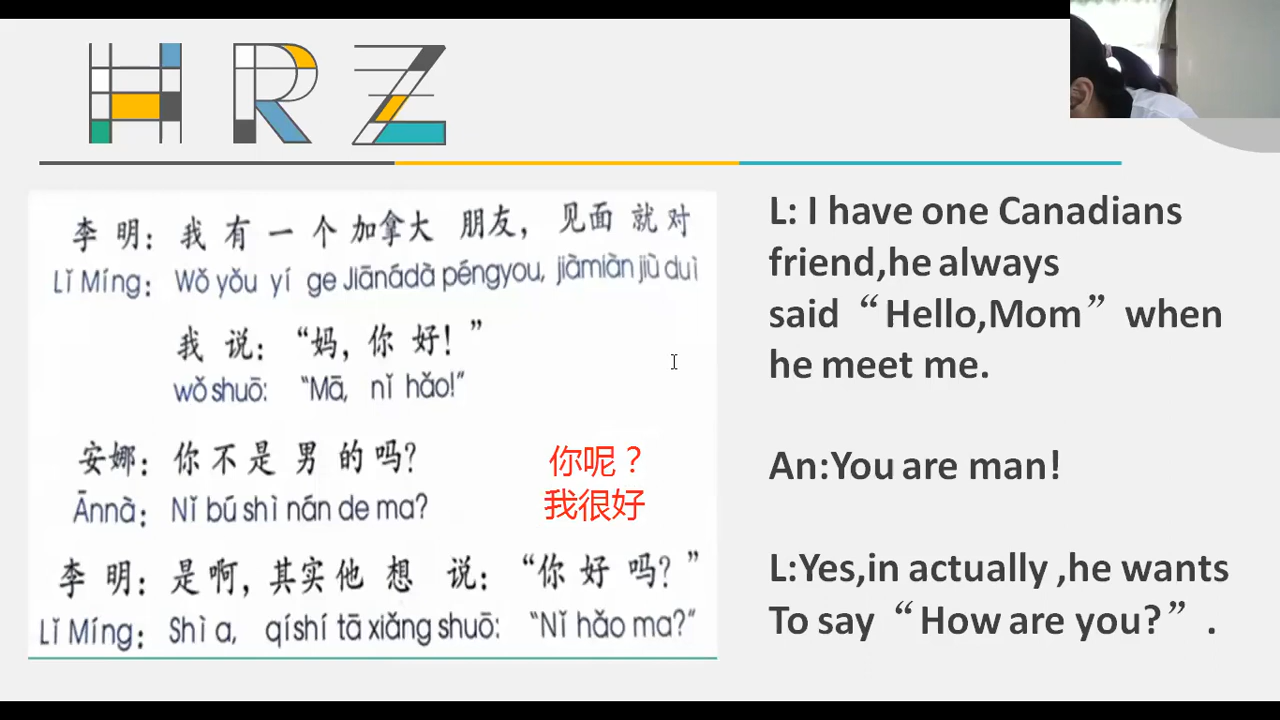 HRZ
李 明：我 有 一 个 加拿大 朋友，见面 就 对
Lǐ Míng： Wǒ yǒu yí ge Jiānádà péngyou, jiàmiàn jiù duì
我 说：“妈，你 好！”
wǒ shuō: “Mā, nǐ hǎo!”
安娜：你 不 是 男 的 吗？
Ānnà： Nǐ bú shì nán de ma?
你呢？
我很好
李 明：是 啊，其实 他 想 说：“你 好 吗？”
Lǐ Míng： Shì a, qíshí tā xiǎng shuō: “Nǐ hǎo ma?”
L: I have one Canadians
friend,he always
said “Hello,Mom” when
he meet me.
An:You are man!
L:Yes,in actually ,he wants
To say “How are you?” .